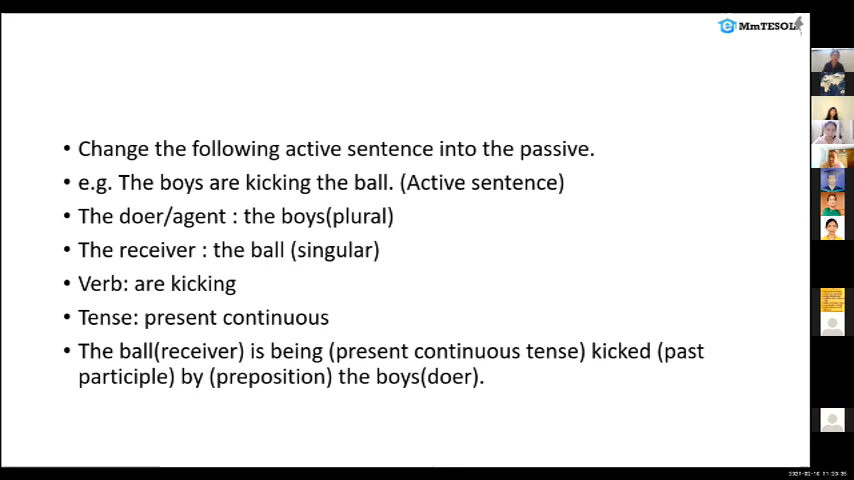 MmTESOL
• Change the following active sentence into the passive.
• e.g. The boys are kicking the ball. (Active sentence)
• The doer/agent : the boys(plural)
• The receiver : the ball (singular)
• Verb: are kicking
• Tense: present continuous
• The ball(receiver) is being (present continuous tense) kicked (past
participle) by (preposition) the boys(doer).